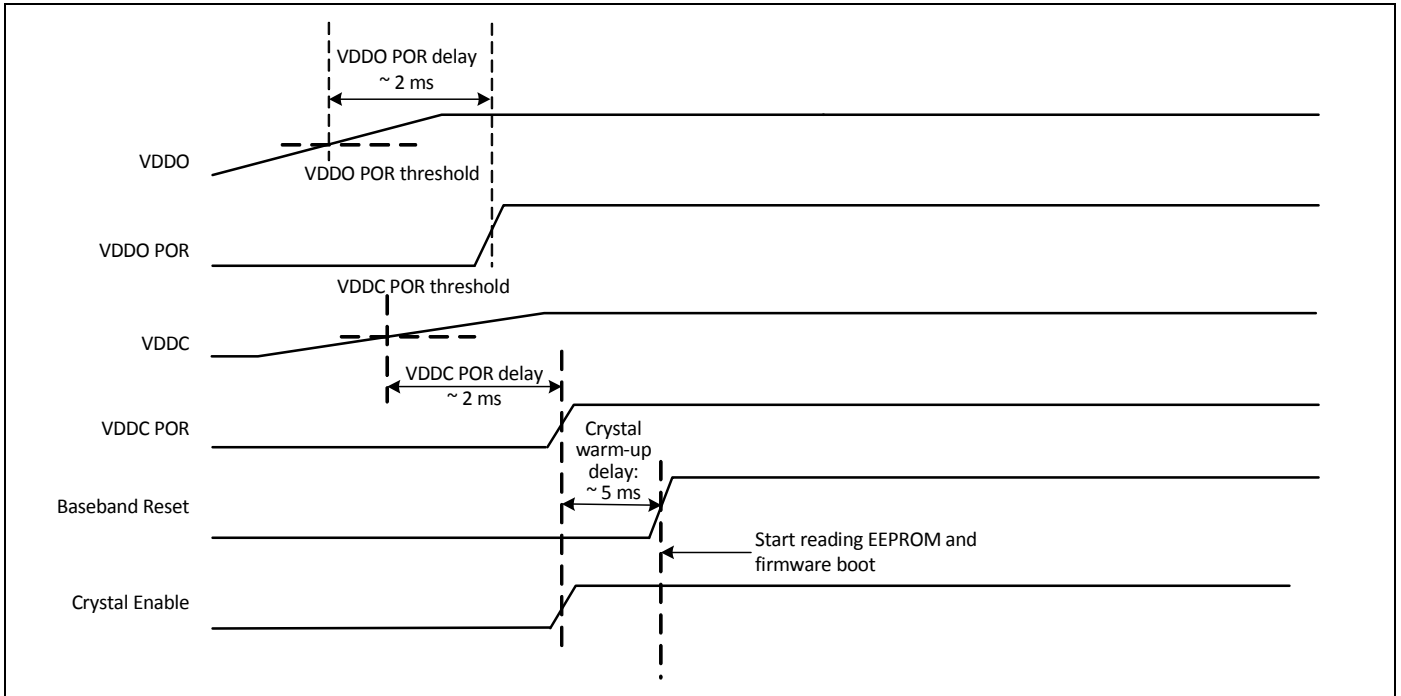 VDDO POR delay
~ 2 ms
VDDO
VDDO POR threshold
VDDO POR
VDDC POR threshold
VDDC
VDDC POR delay
~ 2 ms
VDDC POR
Crystal
warm-up
delay:
~ 5 ms
Baseband Reset
Start reading EEPROM and
firmware boot
Crystal Enable